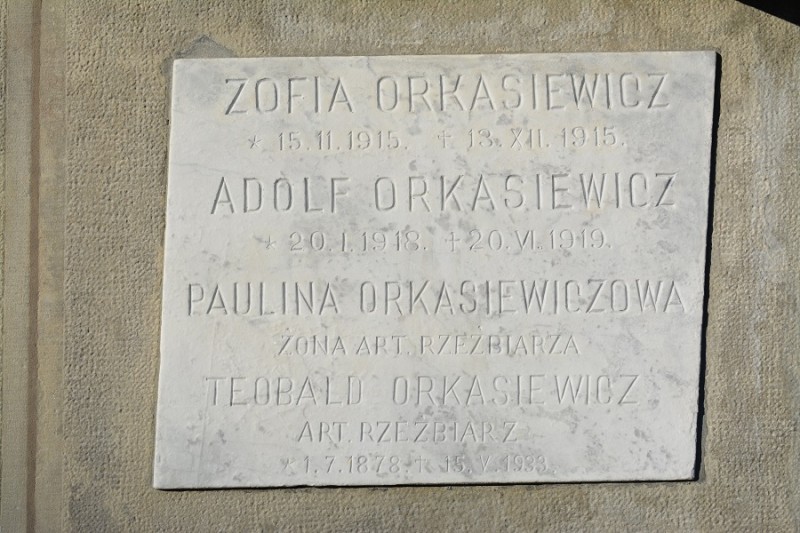 ZOFIA ORKASIEWICZ
* 15.11.1915. + 13.XII.1915.
ADOLF ORKASIEWICZ
* 20.I.1918. + 20.VI.1919.
PAULINA ORKASIEWICZOWA
ŻONA ART. RZEŹBIARZA
TEOBALD ORKASIEWICZ
ART. RZEŹBIARZ
* 1.7.1878 + 15.V.1933.